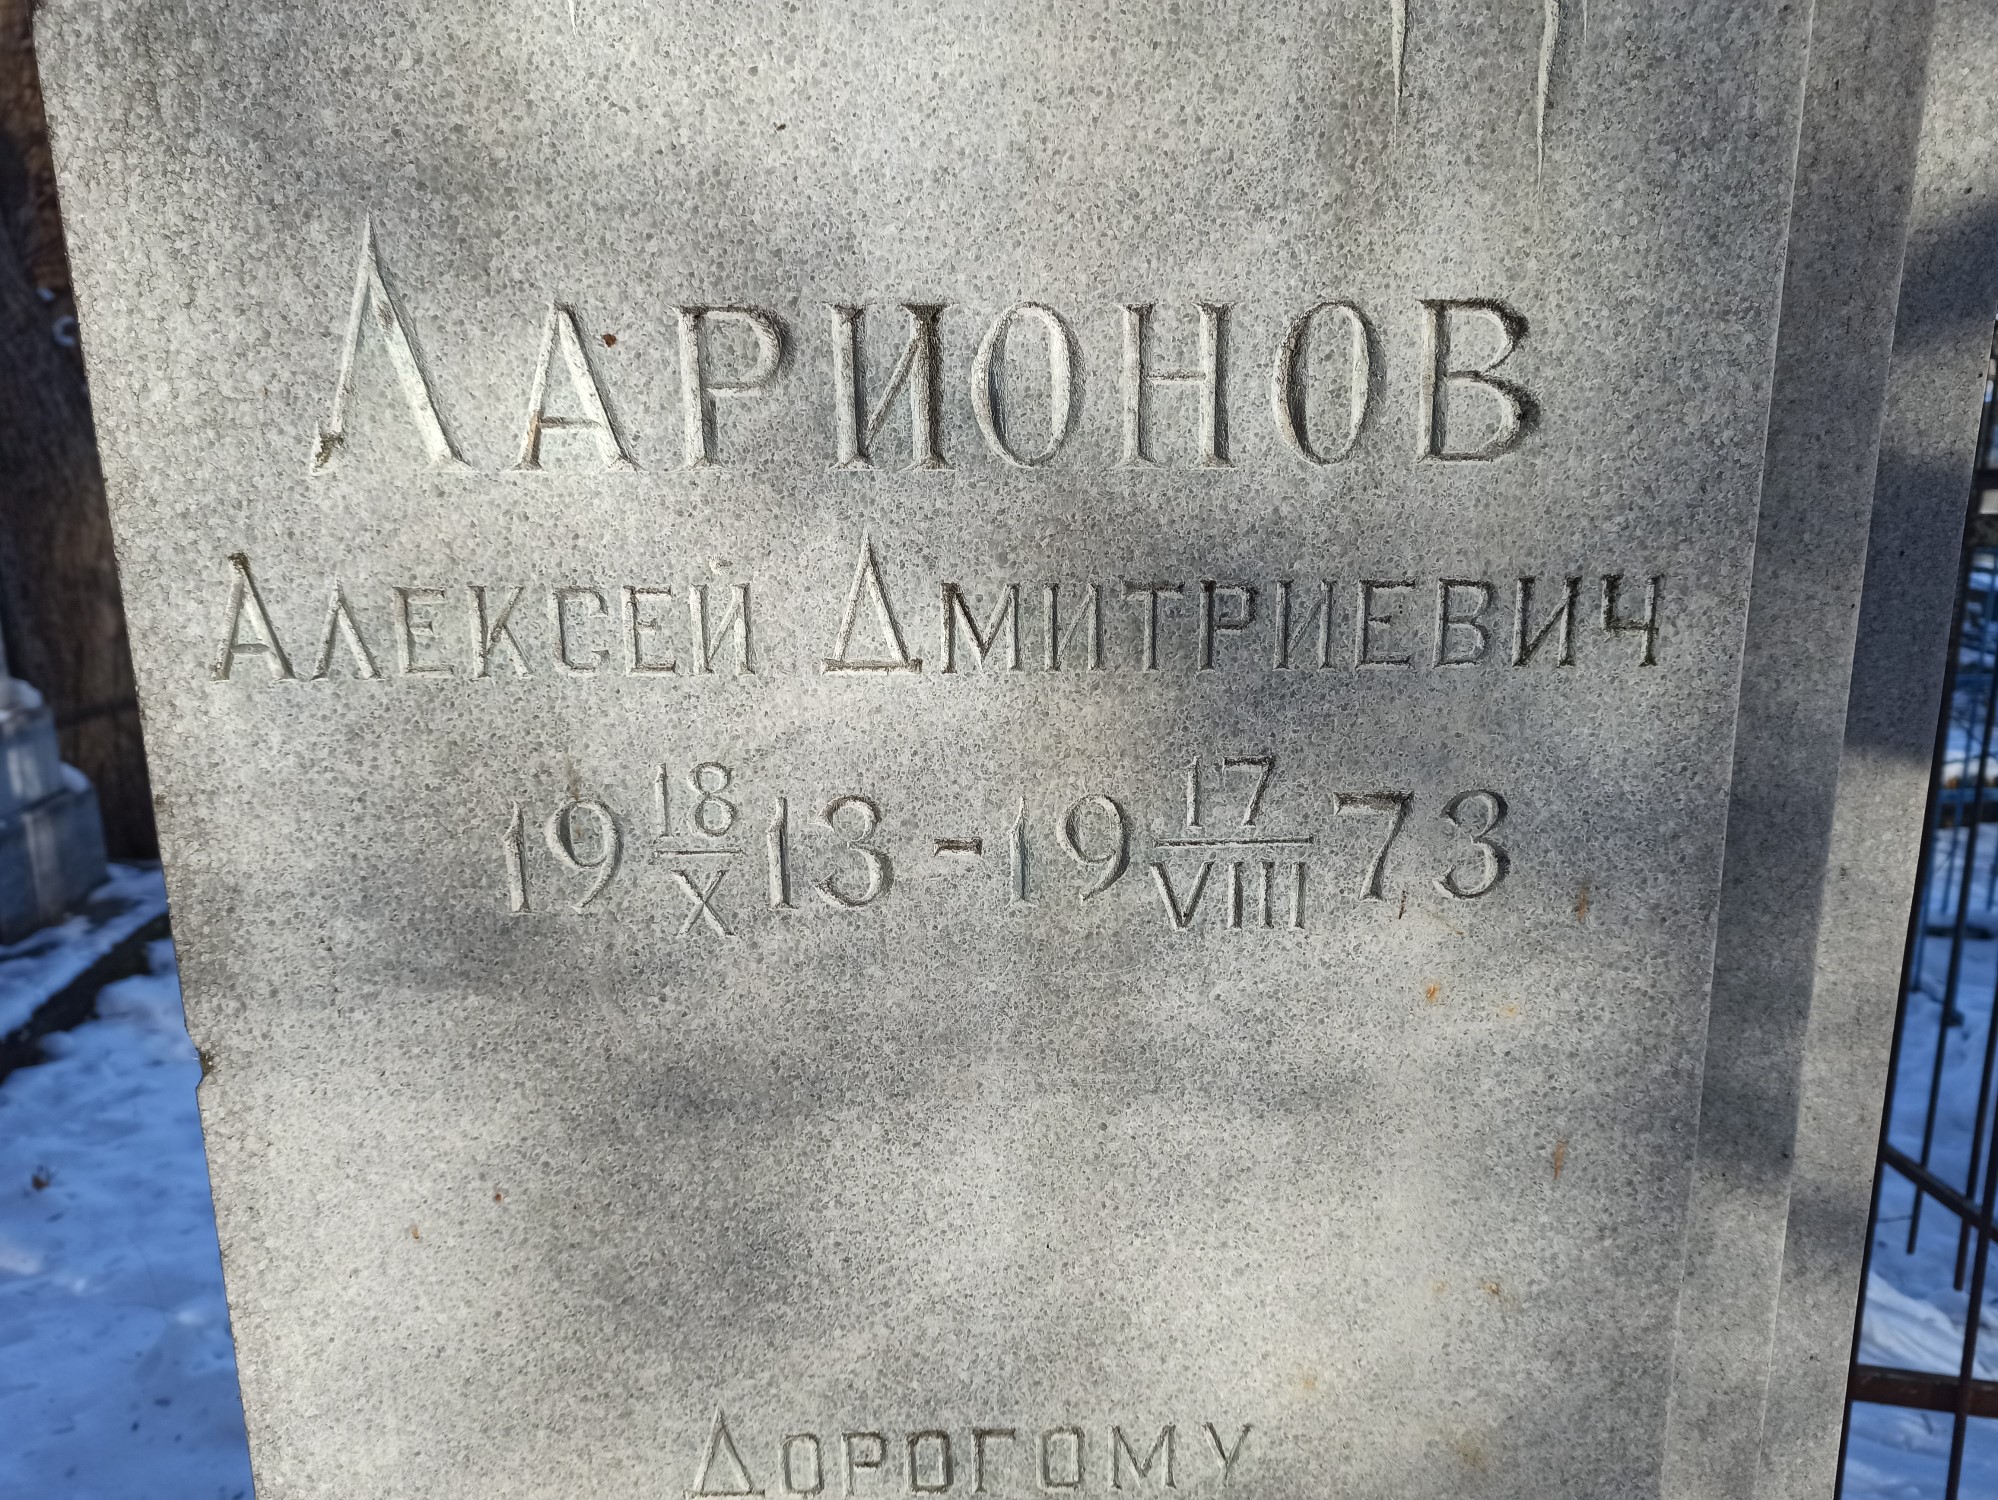 Ларионов
Алексей Дмитриевич
19 18/X 13 - 19 17/VIII 73
Дорогому